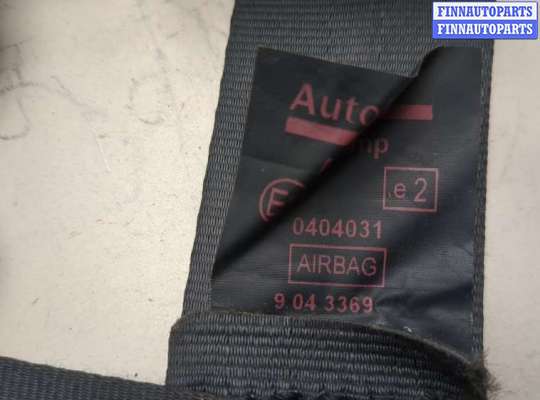 FINNAUTOPARTS
FINNAUTOPARTS
Auto
E
e 2
0404031
AIRBAG
9 04 3369